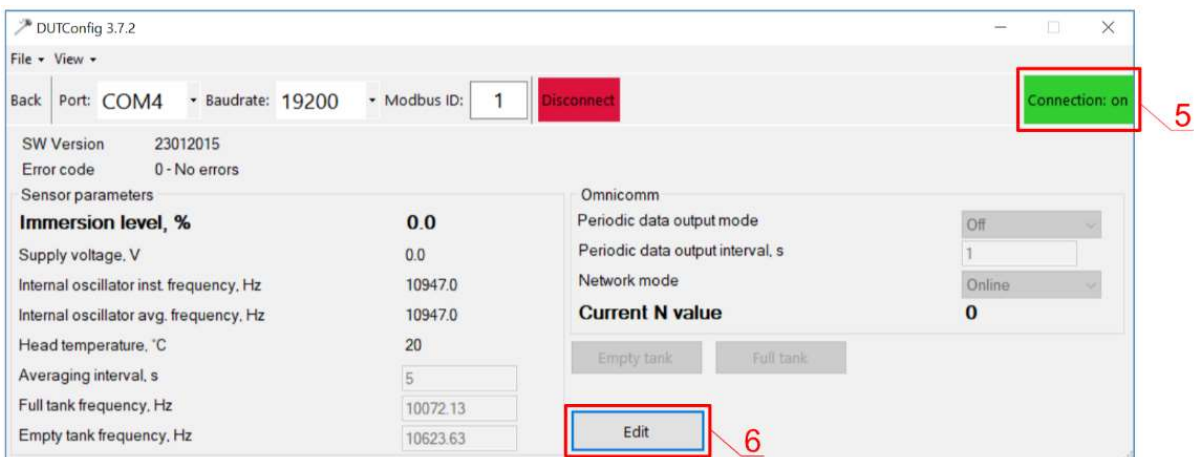 DUTConfig 3.7.2
File View
Back Port: COM4 Baudrate: 19200 Modbus ID: 1 Disconnect Connection: on
5
SW Version 23012015
Error code 0 - No errors
Sensor parameters
Immersion level, % 0.0
Supply voltage, V 0.0
Internal oscillator inst. frequency, Hz 10947.0
Internal oscillator avg. frequency, Hz 10947.0
Head temperature, °C 20
Averaging interval, s 5
Full tank frequency, Hz 10072.13
Empty tank frequency, Hz 10623.63
Omnicomm
Periodic data output mode Off
Periodic data output interval, s 1
Network mode Online
Current N value 0
Empty tank Full tank
Edit
6